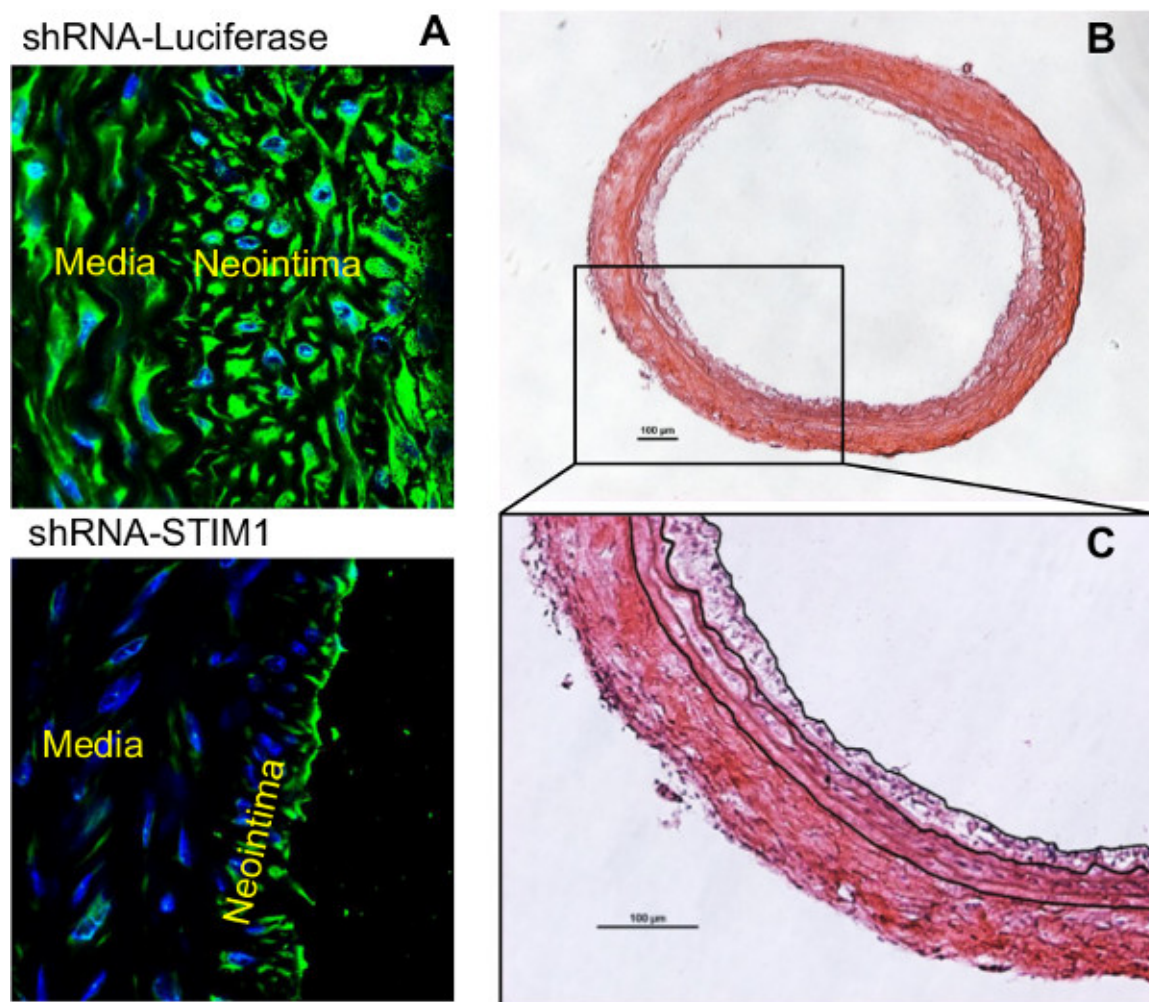 shRNA-Luciferase
A
Media
Neointima
shRNA-STIM1
Media
Neointima
B
100 µm
C
100 µm